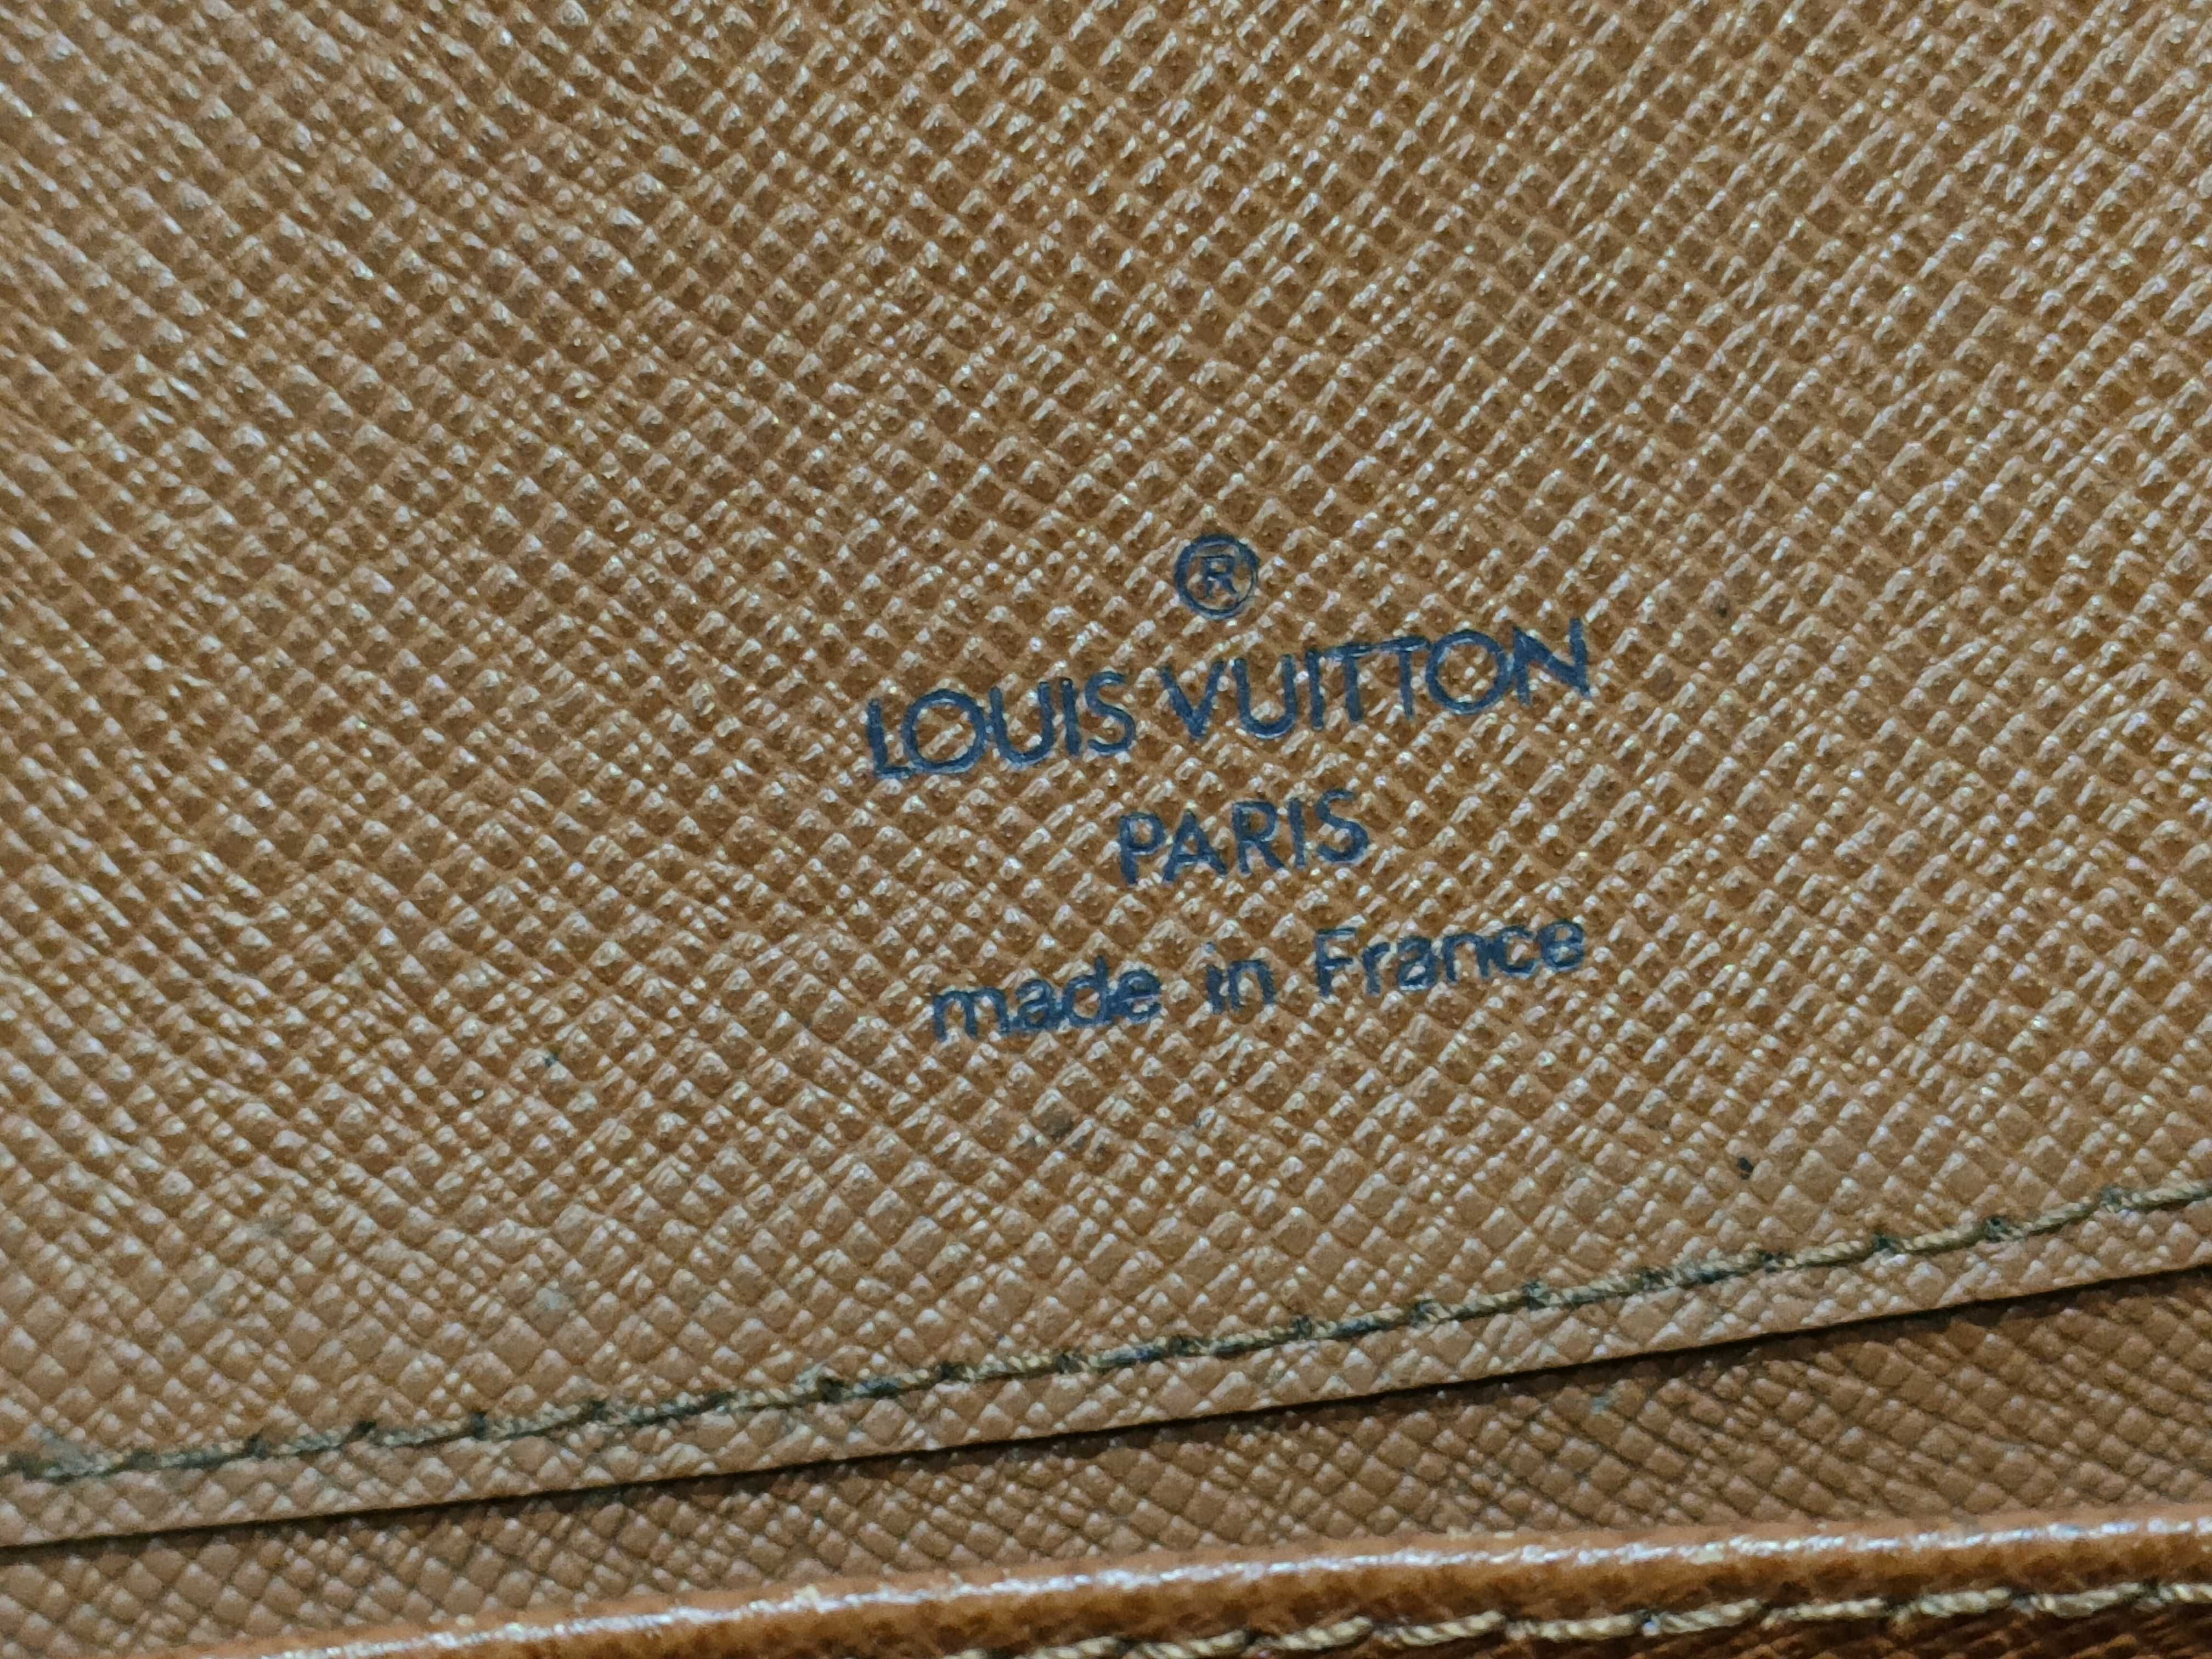 ®
LOUIS VUITTON
PARIS
made in France